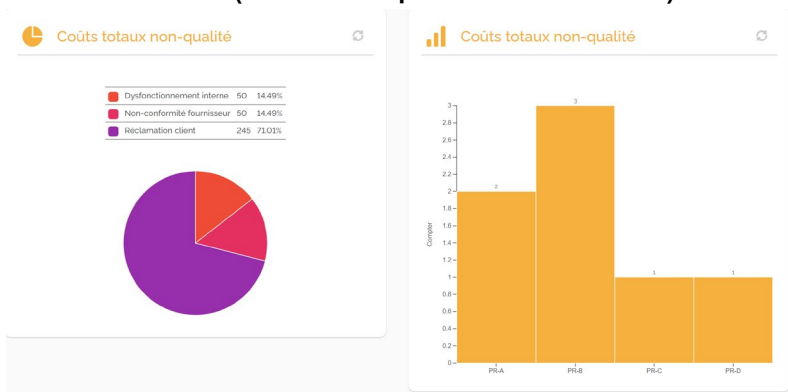 Coûts totaux non-qualité
Dysfonctionnement interne 50 14.49%
Non-conformité fournisseur 50 14.49%
Réclamation client 245 71.01%
Coûts totaux non-qualité
Compter
3
2.8
2.6
2.4
2.2
2
1.8
1.6
1.4
1.2
1
0.8
0.6
0.4
0.2
0
2
3
1
1
PR-A PR-B PR-C PR-D